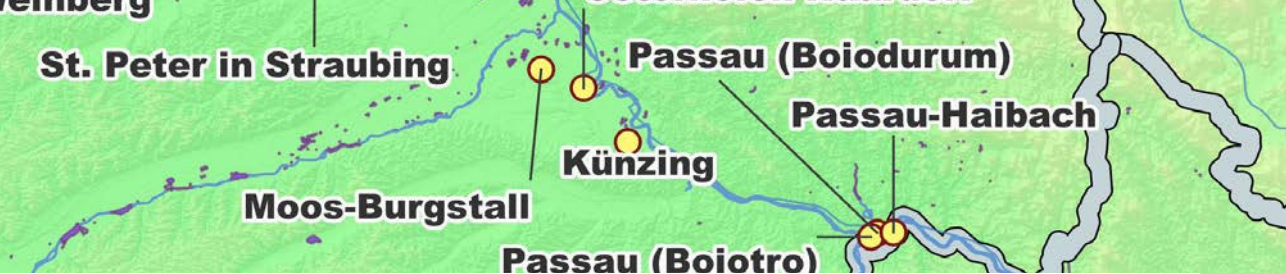 St. Peter in Straubing
Passau (Boiodurum)
Passau-Haibach
Künzing
Moos-Burgstall
Passau (Boiotro)